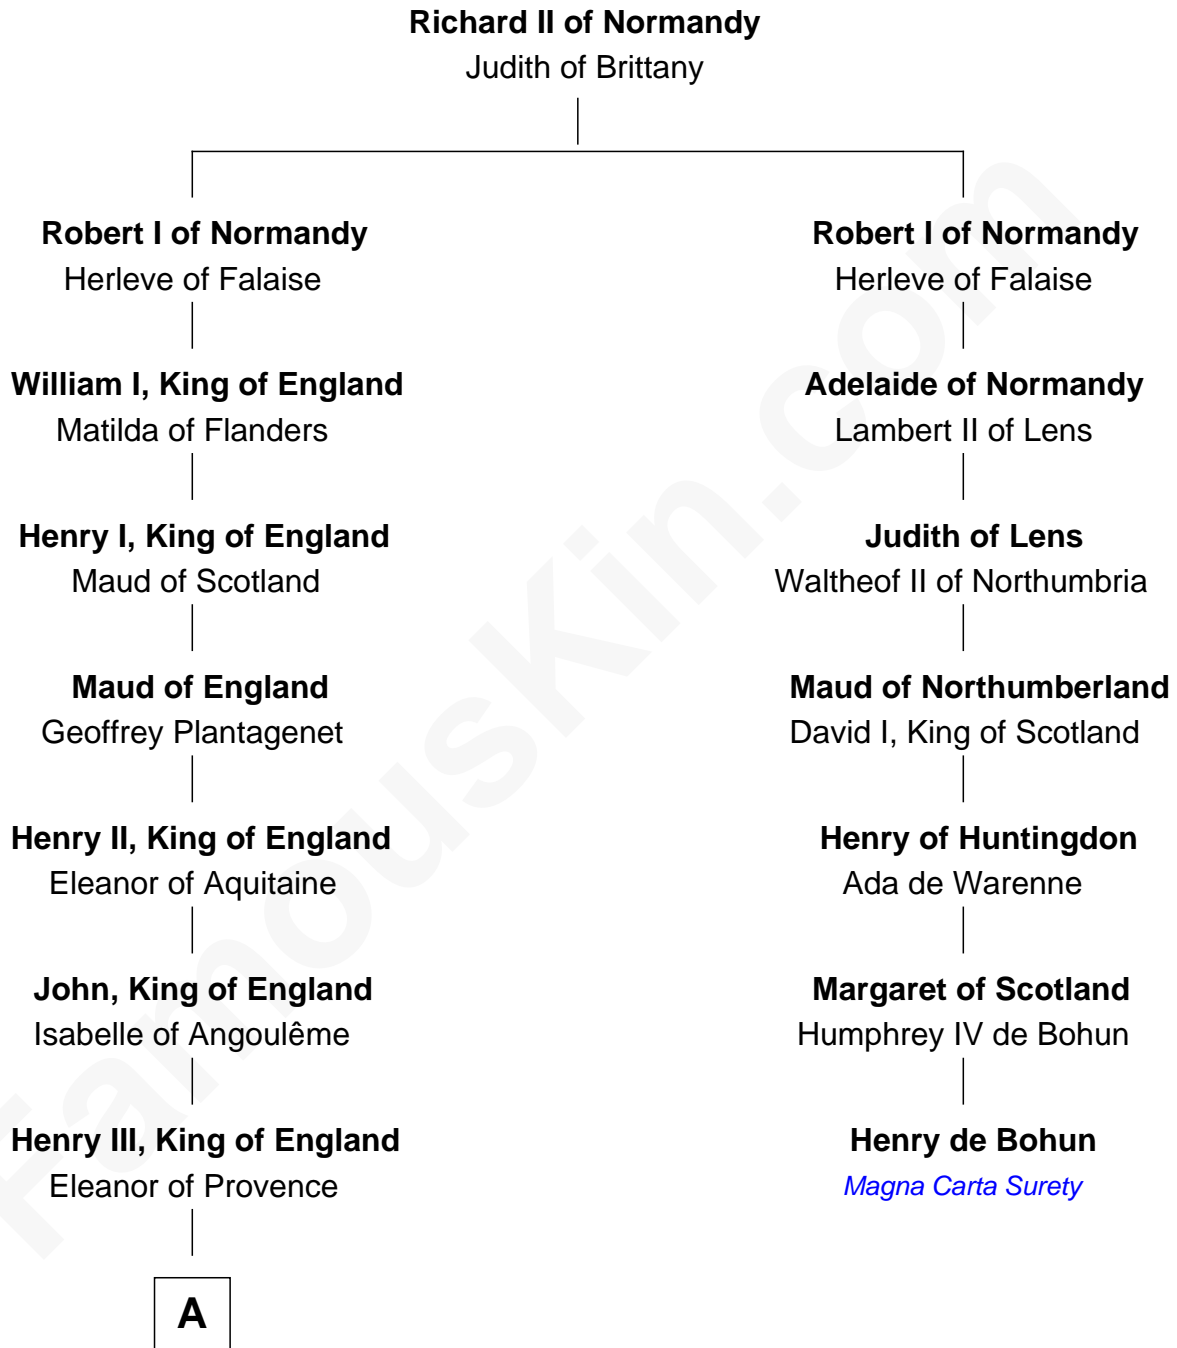 Richard II of Normandy
Judith of Brittany
Robert I of Normandy
Herleve of Falaise
William I, King of England
Matilda of Flanders
Henry I, King of England
Maud of Scotland
Maud of England
Geoffrey Plantagenet
Henry II, King of England
Eleanor of Aquitaine
John, King of England
Isabelle of Angoulême
Henry III, King of England
Eleanor of Provence
A
Robert I of Normandy
Herleve of Falaise
Adelaide of Normandy
Lambert II of Lens
Judith of Lens
Waltheof II of Northumbria
Maud of Northumberland
David I, King of Scotland
Henry of Huntingdon
Ada de Warenne
Margaret of Scotland
Humphrey IV de Bohun
Henry de Bohun
Magna Carta Surety
FamousKin.com